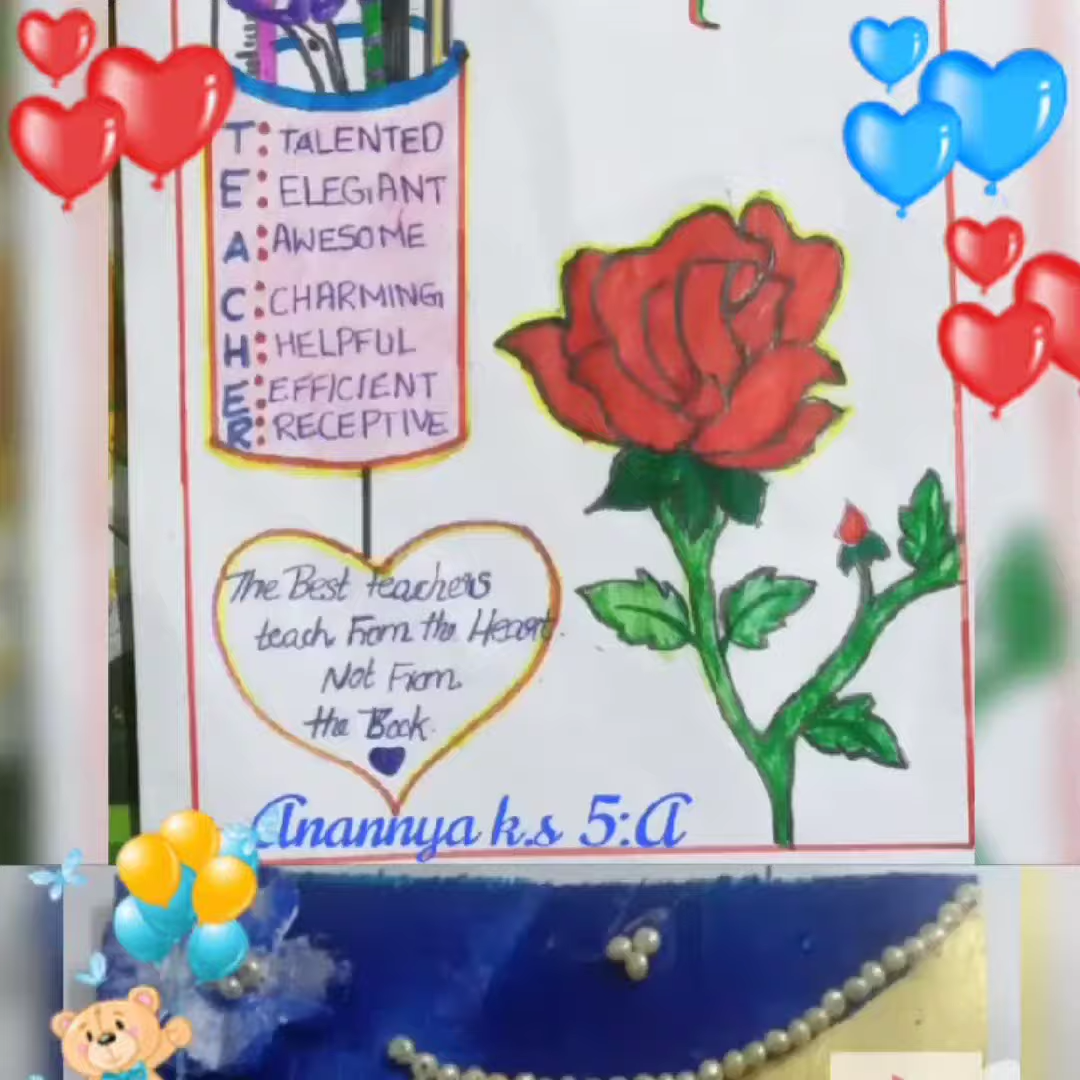 T: TALENTED
E: ELEGIANT
A: AWESOME
C: CHARMING
H: HELPFUL
E: EFFICIENT
R: RECEPTIVE
The Best teachers
teach From the Heart.
Not From
the Book.
Anannya k.s 5:A